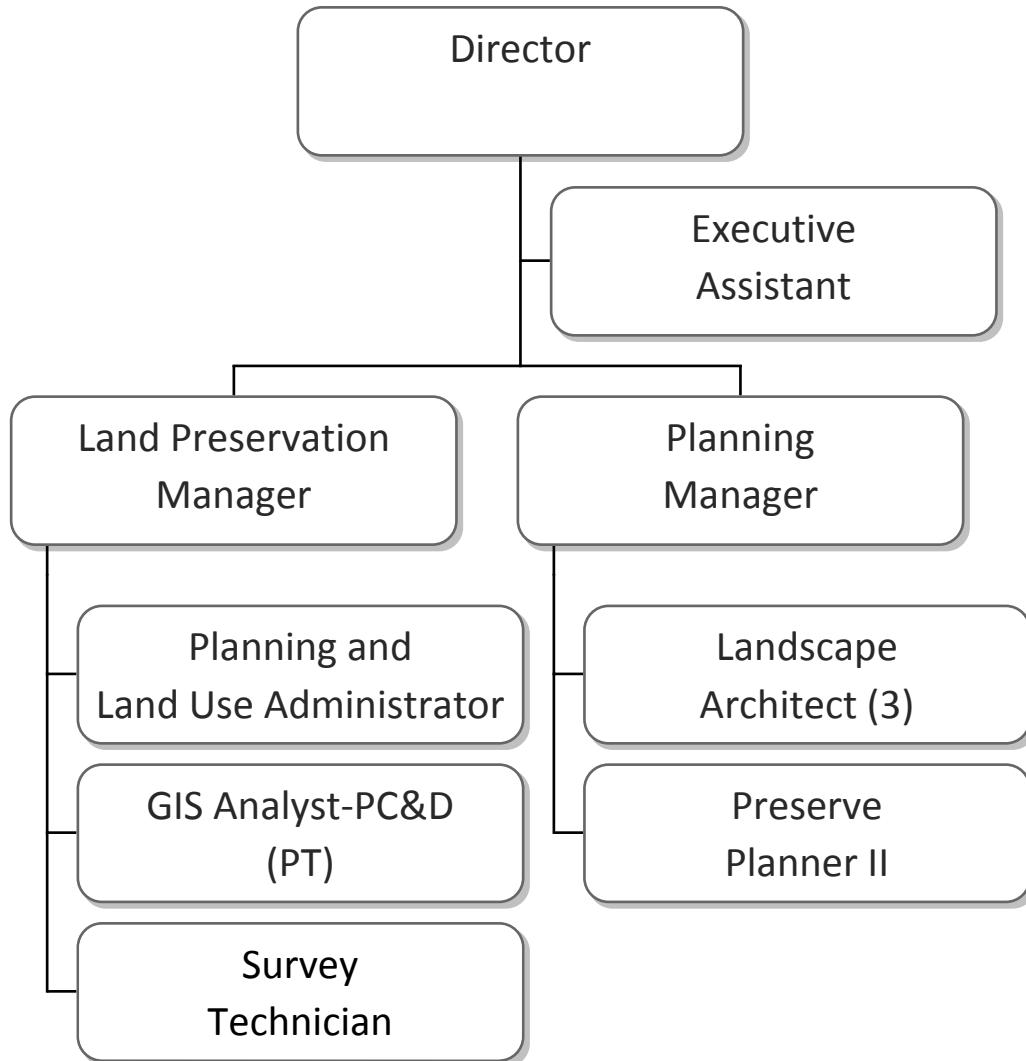 Director
Executive
Assistant
Land Preservation
Manager
Planning
Manager
Planning and
Land Use Administrator
GIS Analyst-PC&D
(PT)
Survey
Technician
Landscape
Architect (3)
Preserve
Planner II